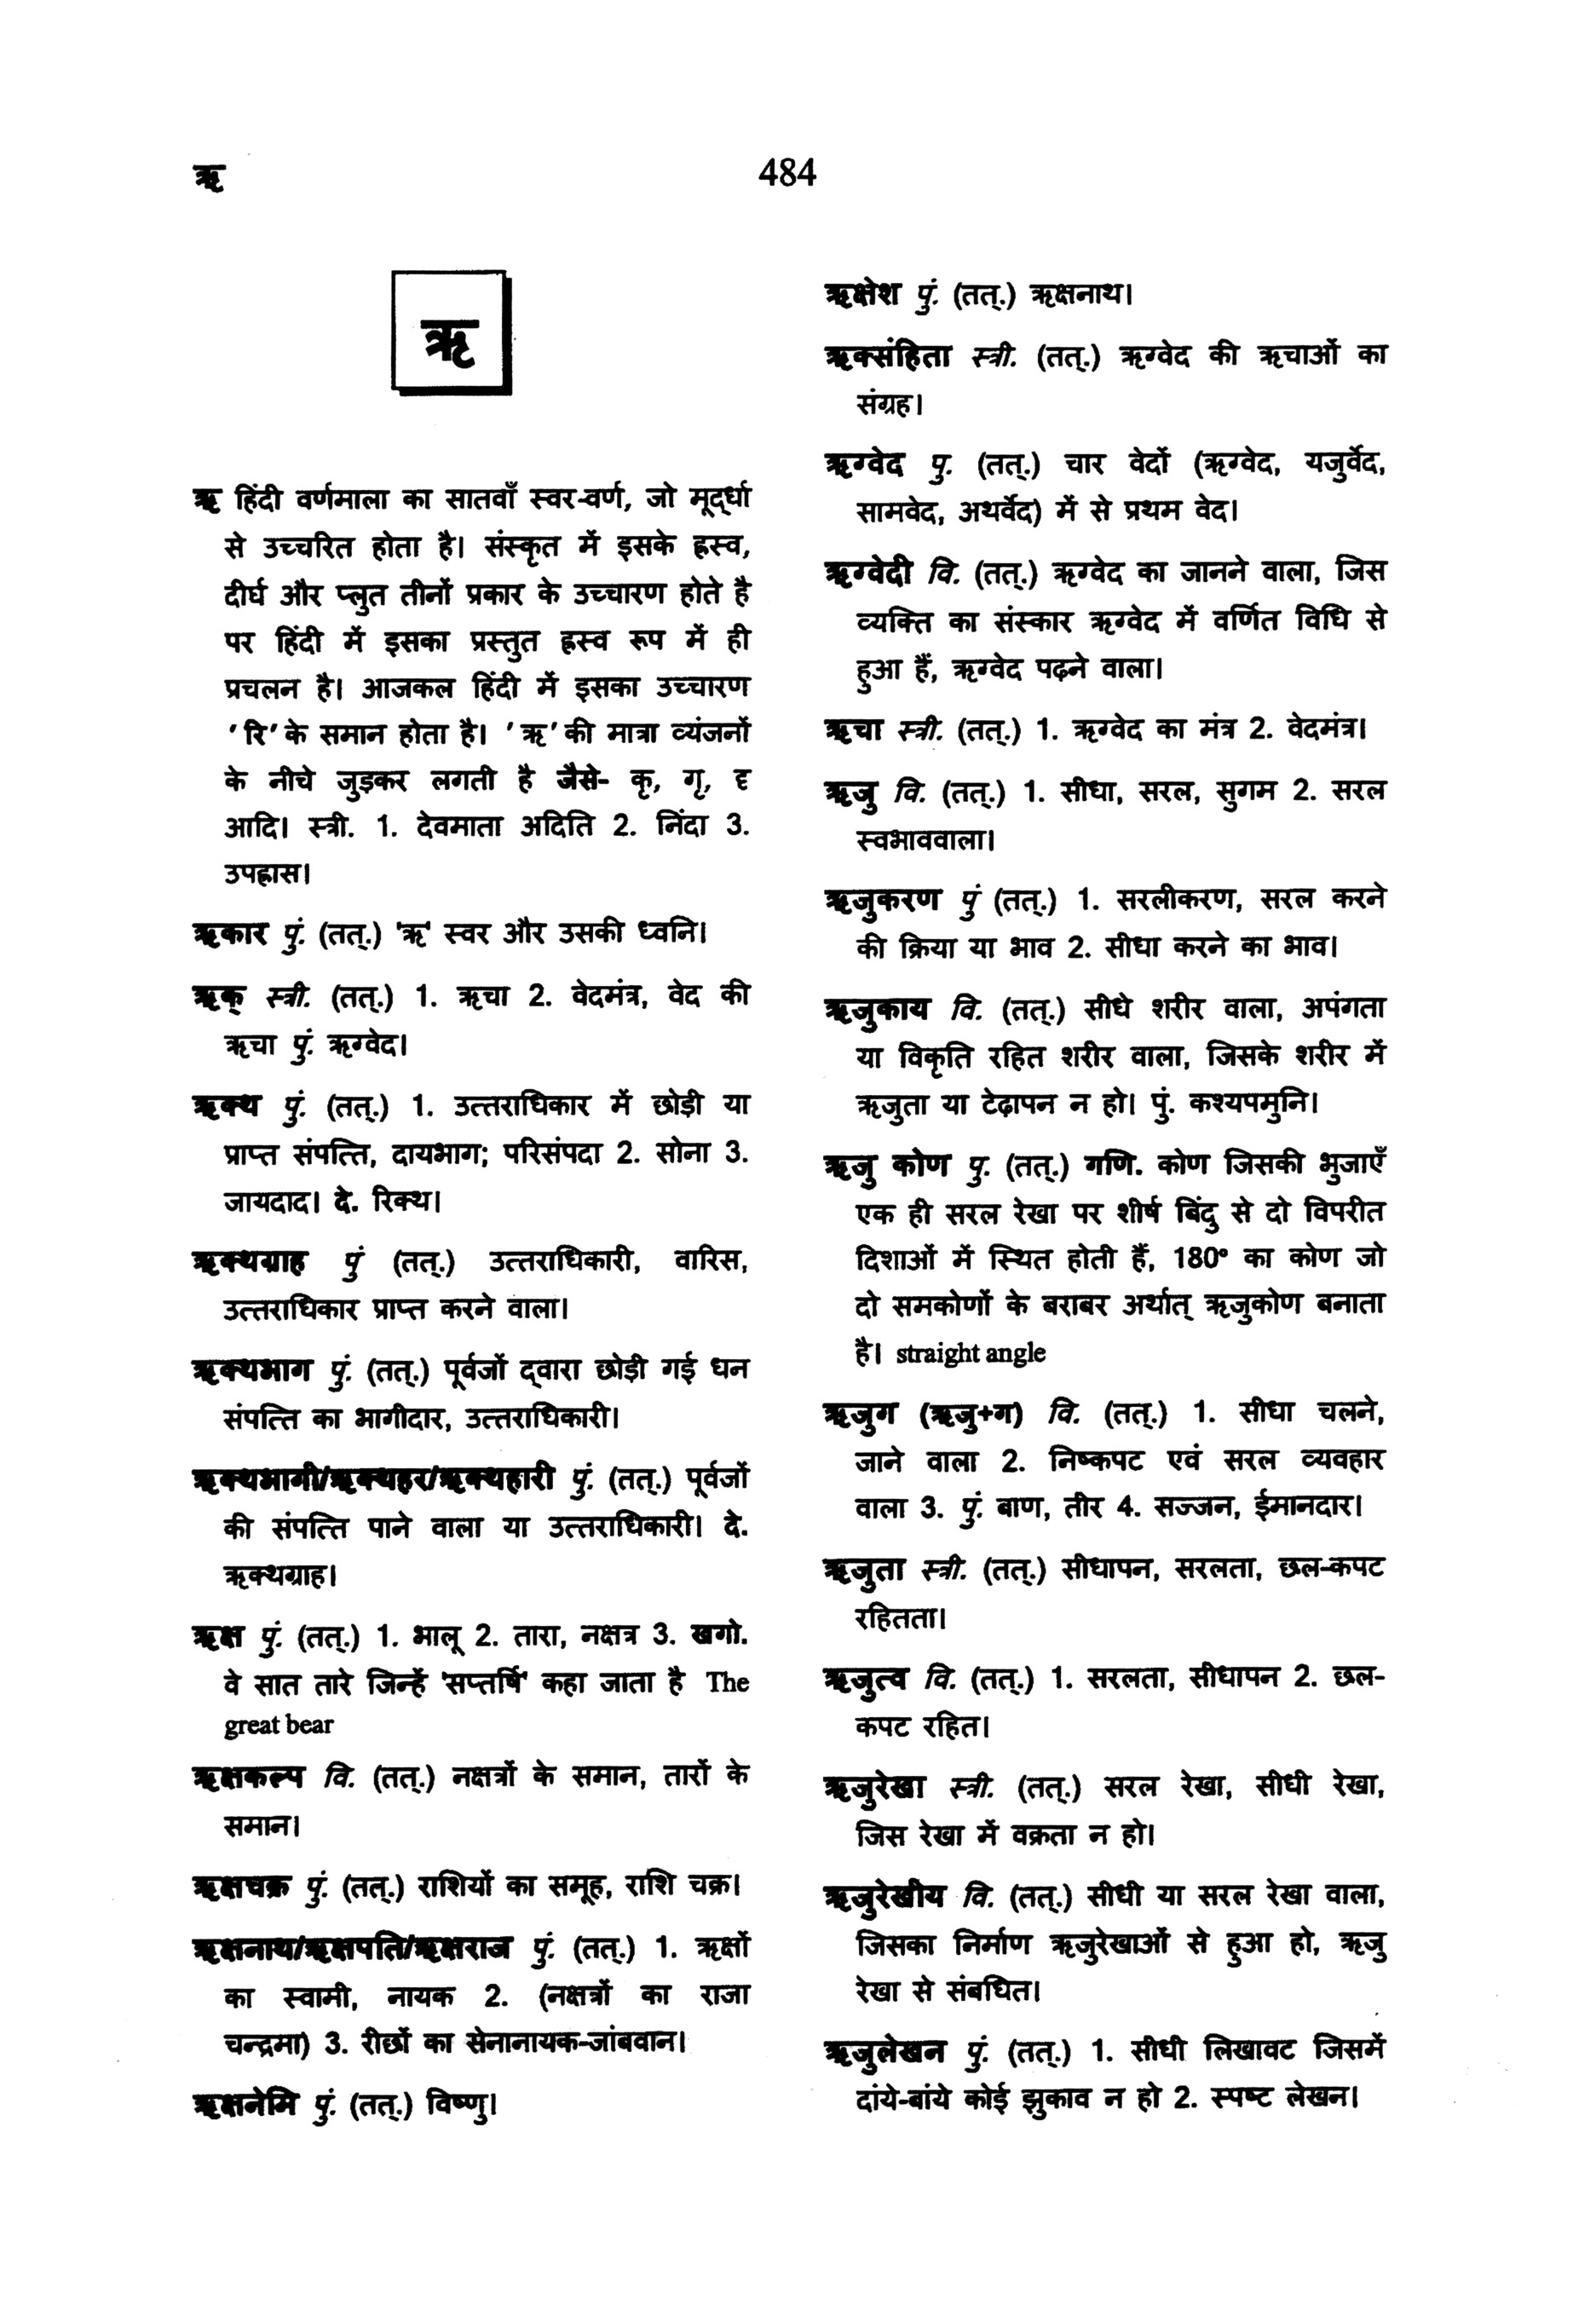 ऋ
484
ऋ
ऋ हिंदी वर्णमाला का सातवाँ स्वर-वर्ण, जो मूर्द्धा
से उच्चरित होता है। संस्कृत में इसके ह्रस्व,
दीर्घ और प्लुत तीनों प्रकार के उच्चारण होते है
पर हिंदी में इसका प्रस्तुत ह्रस्व रूप में ही
प्रचलन है। आजकल हिंदी में इसका उच्चारण
'रि' के समान होता है। 'ऋ' की मात्रा व्यंजनों
के नीचे जुड़कर लगती है जैसे- कृ, गृ, दृ
आदि। स्त्री. 1. देवमाता अदिति 2. निंदा 3.
उपहास।
ऋकार पुं. (तत्.) 'ऋ' स्वर और उसकी ध्वनि।
ऋक् स्त्री. (तत्.) 1. ऋचा 2. वेदमंत्र, वेद की
ऋचा पुं. ऋग्वेद।
ऋक्थ पुं. (तत्.) 1. उत्तराधिकार में छोड़ी या
प्राप्त संपत्ति, दायभाग; परिसंपदा 2. सोना 3.
जायदाद। दे. रिक्थ।
ऋक्थग्राह पुं (तत्.) उत्तराधिकारी, वारिस,
उत्तराधिकार प्राप्त करने वाला।
ऋक्थभाग पुं. (तत्.) पूर्वजों द्वारा छोड़ी गई धन
संपत्ति का भागीदार, उत्तराधिकारी।
ऋक्थभागी/ऋक्थहर/ऋक्थहारी पुं. (तत्.) पूर्वजों
की संपत्ति पाने वाला या उत्तराधिकारी। दे.
ऋक्थग्राह।
ऋक्ष पुं. (तत्.) 1. भालू 2. तारा, नक्षत्र 3. खगो.
वे सात तारे जिन्हें 'सप्तर्षि' कहा जाता है The
great bear
ऋक्षकल्प वि. (तत्.) नक्षत्रों के समान, तारों के
समान।
ऋक्षचक्र पुं. (तत्.) राशियों का समूह, राशि चक्र।
ऋक्षनाथ/ऋक्षपति/ऋक्षराज पुं. (तत्.) 1. ऋक्षों
का स्वामी, नायक 2. (नक्षत्रों का राजा
चन्द्रमा) 3. रीछों का सेनानायक-जांबवान।
ऋक्षनेमि पुं. (तत्.) विष्णु।
ऋक्षेश पुं. (तत्.) ऋक्षनाथ।
ऋक्संहिता स्त्री. (तत्.) ऋग्वेद की ऋचाओं का
संग्रह।
ऋग्वेद पु. (तत्.) चार वेदों (ऋग्वेद, यजुर्वेद,
सामवेद, अथर्वेद) में से प्रथम वेद।
ऋग्वेदी वि. (तत्.) ऋग्वेद का जानने वाला, जिस
व्यक्ति का संस्कार ऋग्वेद में वर्णित विधि से
हुआ हैं, ऋग्वेद पढ़ने वाला।
ऋचा स्त्री. (तत्.) 1. ऋग्वेद का मंत्र 2. वेदमंत्र।
ऋजु वि. (तत्.) 1. सीधा, सरल, सुगम 2. सरल
स्वभाववाला।
ऋजुकरण पुं (तत्.) 1. सरलीकरण, सरल करने
की क्रिया या भाव 2. सीधा करने का भाव।
ऋजुकाय वि. (तत्.) सीधे शरीर वाला, अपंगता
या विकृति रहित शरीर वाला, जिसके शरीर में
ऋजुता या टेढ़ापन न हो। पुं. कश्यपमुनि।
ऋजु कोण पु. (तत्.) गणि. कोण जिसकी भुजाएँ
एक ही सरल रेखा पर शीर्ष बिंदु से दो विपरीत
दिशाओं में स्थित होती हैं, 180° का कोण जो
दो समकोणों के बराबर अर्थात् ऋजुकोण बनाता
है। straight angle
ऋजुग (ऋजु+ग) वि. (तत्.) 1. सीधा चलने,
जाने वाला 2. निष्कपट एवं सरल व्यवहार
वाला 3. पुं. बाण, तीर 4. सज्जन, ईमानदार।
ऋजुता स्त्री. (तत्.) सीधापन, सरलता, छल-कपट
रहितता।
ऋजुत्व वि. (तत्.) 1. सरलता, सीधापन 2. छल-
कपट रहित।
ऋजुरेखा स्त्री. (तत्.) सरल रेखा, सीधी रेखा,
जिस रेखा में वक्रता न हो।
ऋजुरेखीय वि. (तत्.) सीधी या सरल रेखा वाला,
जिसका निर्माण ऋजुरेखाओं से हुआ हो, ऋजु
रेखा से संबधित।
ऋजुलेखन पुं. (तत्.) 1. सीधी लिखावट जिसमें
दांये-बांये कोई झुकाव न हो 2. स्पष्ट लेखन।